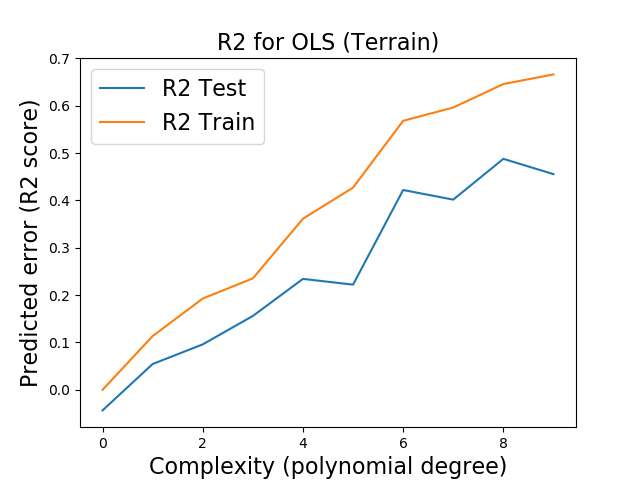 R2 for OLS (Terrain)
R2 Test
R2 Train
Predicted error (R2 score)
0.7
0.6
0.5
0.4
0.3
0.2
0.1
0.0
0 2 4 6 8
Complexity (polynomial degree)